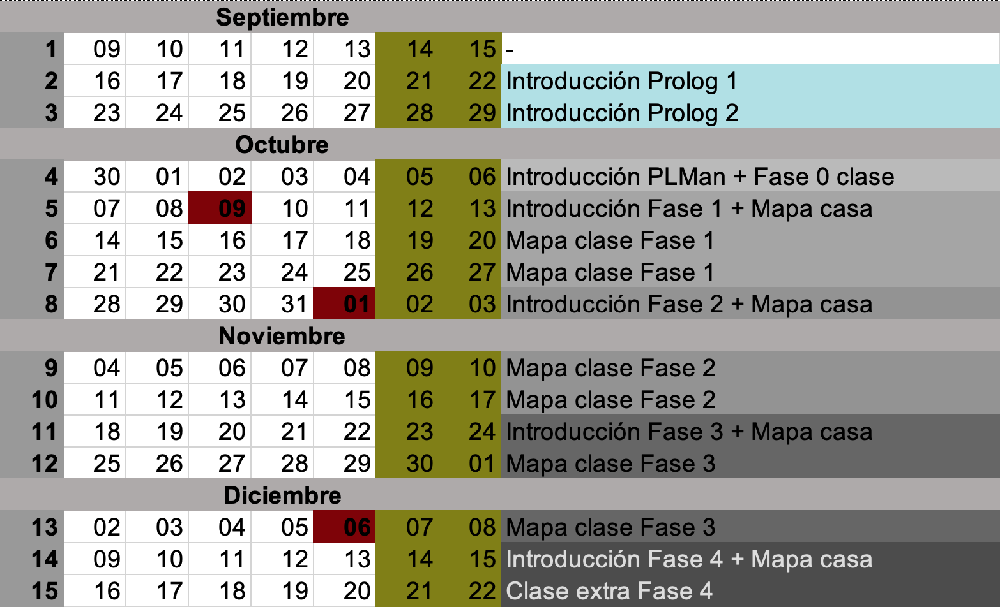 Septiembre
1 09 10 11 12 13 14 15 -
2 16 17 18 19 20 21 22 Introducción Prolog 1
3 23 24 25 26 27 28 29 Introducción Prolog 2
Octubre
4 30 01 02 03 04 05 06 Introducción PLMan + Fase 0 clase
5 07 08 09 10 11 12 13 Introducción Fase 1 + Mapa casa
6 14 15 16 17 18 19 20 Mapa clase Fase 1
7 21 22 23 24 25 26 27 Mapa clase Fase 1
8 28 29 30 31 01 02 03 Introducción Fase 2 + Mapa casa
Noviembre
9 04 05 06 07 08 09 10 Mapa clase Fase 2
10 11 12 13 14 15 16 17 Mapa clase Fase 2
11 18 19 20 21 22 23 24 Introducción Fase 3 + Mapa casa
12 25 26 27 28 29 30 01 Mapa clase Fase 3
Diciembre
13 02 03 04 05 06 07 08 Mapa clase Fase 3
14 09 10 11 12 13 14 15 Introducción Fase 4 + Mapa casa
15 16 17 18 19 20 21 22 Clase extra Fase 4